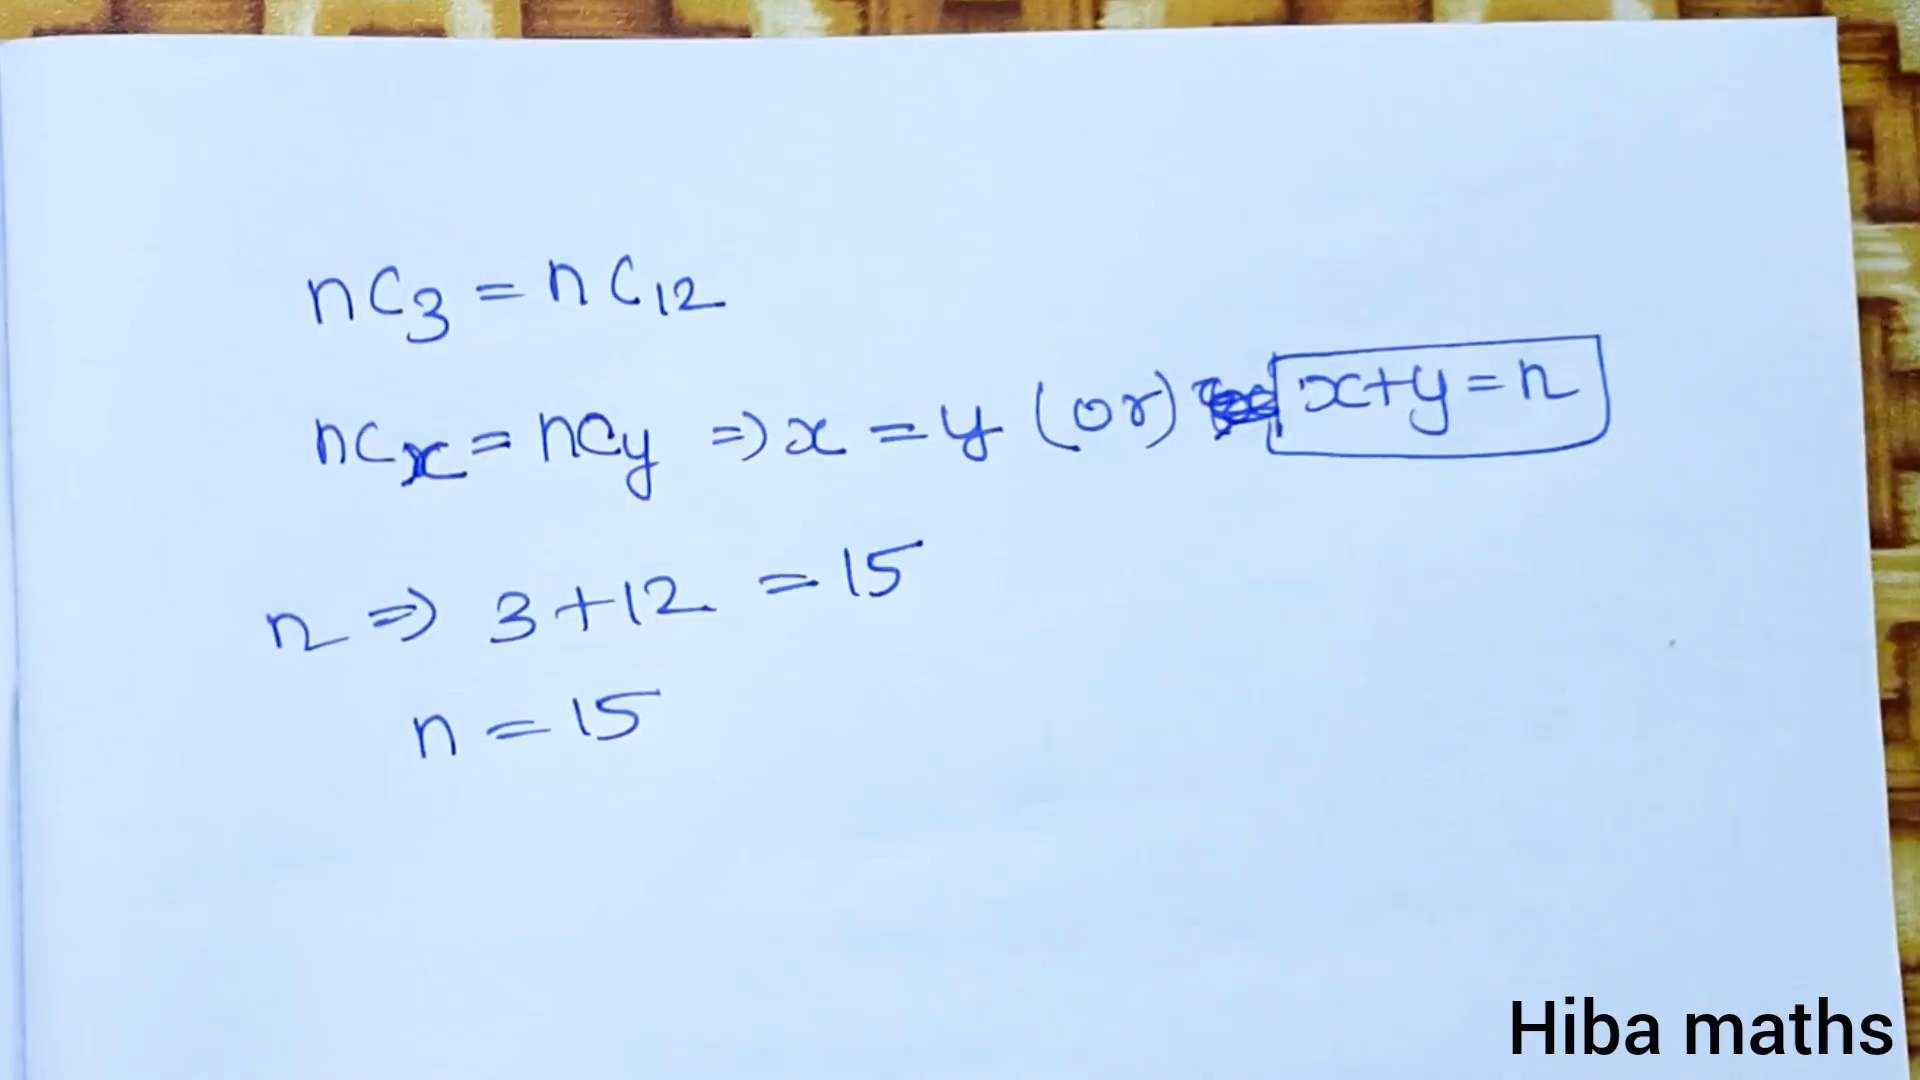 nC3 = nC12
nCx = nCy ⇒ x = y (or) x+y = n
n ⇒ 3+12 = 15
n = 15
Hiba maths